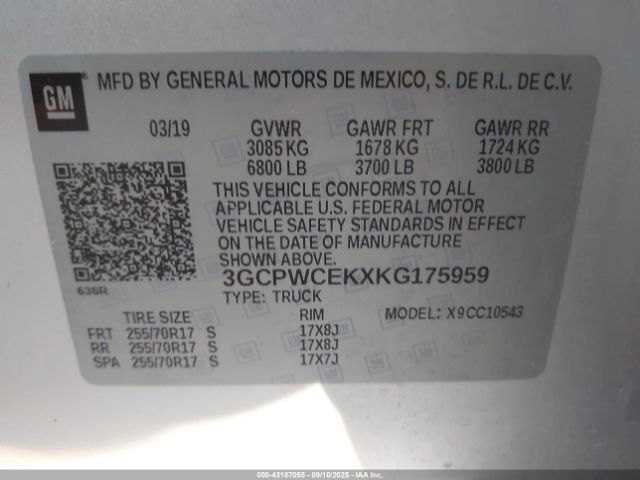 GM
MFD BY GENERAL MOTORS DE MEXICO, S. DE R.L. DE C.V.
03/19 GVWR GAWR FRT GAWR RR
3085 KG 1678 KG 1724 KG
6800 LB 3700 LB 3800 LB
THIS VEHICLE CONFORMS TO ALL
APPLICABLE U.S. FEDERAL MOTOR
VEHICLE SAFETY STANDARDS IN EFFECT
ON THE DATE OF MANUFACTURE
SHOWN ABOVE.
636R
3GCPWCEKXKG175959
TYPE: TRUCK
MODEL: X9CC10543
TIRE SIZE RIM
FRT 255/70R17 S 17X8J
RR 255/70R17 S 17X8J
SPA 255/70R17 S 17X7J
000-43187055 - 09/10/2025 - IAAI.CA